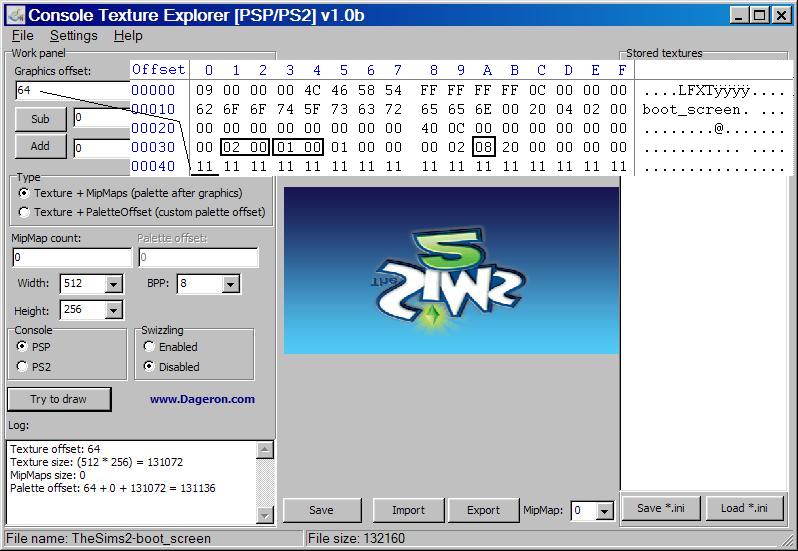 Console Texture Explorer [PSP/PS2] v1.0b
File Settings Help
Work panel
Stored textures
Graphics offset:
64
Sub 0
Add 0
Offset 0 1 2 3 4 5 6 7 8 9 A B C D E F
00000 09 00 00 00 4C 46 58 54 FF FF FF FF 0C 00 00 00 ....LFXTÿÿÿÿ....
00010 62 6F 6F 74 5F 73 63 72 65 65 6E 00 20 04 02 00 boot_screen. ...
00020 00 00 00 00 00 00 00 00 40 0C 00 00 00 00 00 00 ........@.......
00030 00 02 00 01 00 01 00 00 00 02 08 20 00 00 00 00 ........... ....
00040 11 11 11 11 11 11 11 11 11 11 11 11 11 11 11 11 ................
Type
Texture + MipMaps (palette after graphics)
Texture + PaletteOffset (custom palette offset)
MipMap count: Palette offset:
0 0
Width: 512 BPP: 8
Height: 256
Console Swizzling
PSP Enabled
PS2 Disabled
Try to draw www.Dageron.com
The SIMS 2
Log:
Texture offset: 64
Texture size: (512 * 256) = 131072
MipMaps size: 0
Palette offset: 64 + 0 + 131072 = 131136
Save Import Export MipMap: 0 Save *.ini Load *.ini
File name: TheSims2-boot_screen File size: 132160